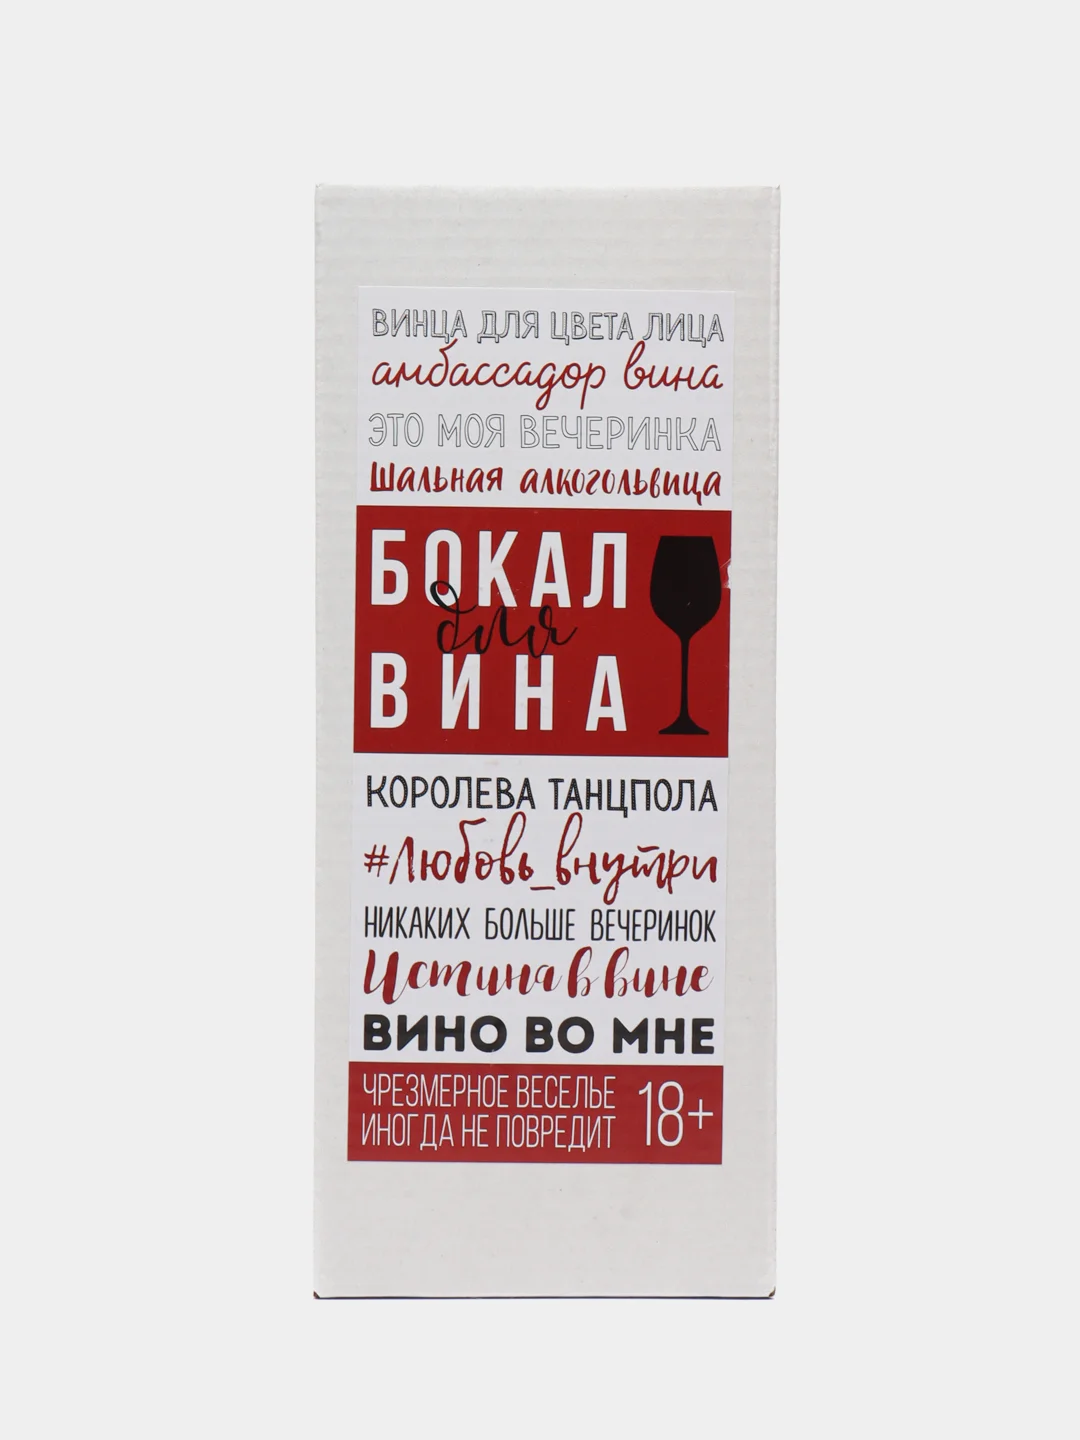 ВИНЦА ДЛЯ ЦВЕТА ЛИЦА
амбассадор вина
ЭТО МОЯ ВЕЧЕРИНКА
Шальная алкогольвица
БОКАЛ
для
ВИНА
КОРОЛЕВА ТАНЦПОЛА
#Любовь_внутри
НИКАКИХ БОЛЬШЕ ВЕЧЕРИНОК
Истина в вине
ВИНО ВО МНЕ
ЧРЕЗМЕРНОЕ ВЕСЕЛЬЕ
ИНОГДА НЕ ПОВРЕДИТ
18+